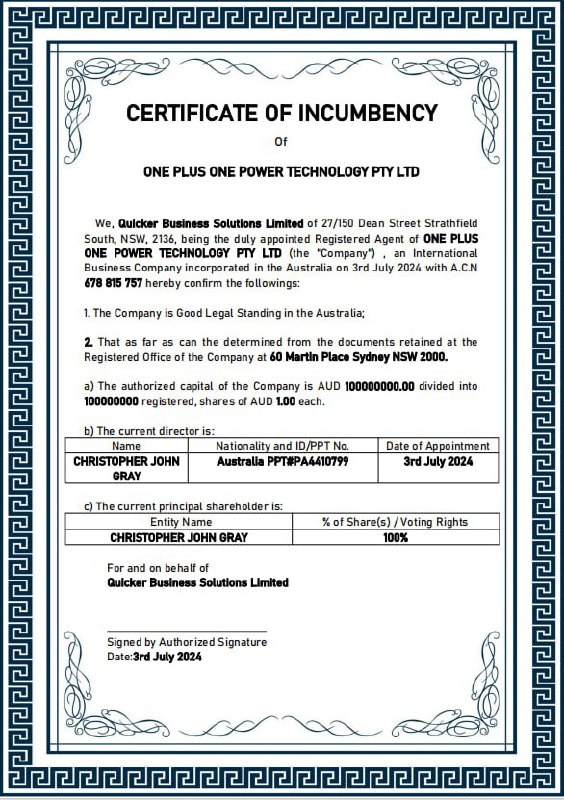 CERTIFICATE OF INCUMBENCY
Of
ONE PLUS ONE POWER TECHNOLOGY PTY LTD
We, Quicker Business Solutions Limited of 27/150 Dean Street Strathfield
South, NSW, 2136, being the duly appointed Registered Agent of ONE PLUS
ONE POWER TECHNOLOGY PTY LTD (the "Company") , an International
Business Company incorporated in the Australia on 3rd July 2024 with A.C.N
678 815 757 hereby confirm the followings:
1. The Company is Good Legal Standing in the Australia;
2. That as far as can the determined from the documents retained at the
Registered Office of the Company at 60 Martin Place Sydney NSW 2000.
a) The authorized capital of the Company is AUD 100000000.00 divided into
100000000 registered, shares of AUD 1.00 each.
b) The current director is:
Name Nationality and ID/PPT No. Date of Appointment
CHRISTOPHER JOHN Australia PPT#PA4410799 3rd July 2024
GRAY
c) The current principal shareholder is:
Entity Name % of Share(s) / Voting Rights
CHRISTOPHER JOHN GRAY 100%
For and on behalf of
Quicker Business Solutions Limited
Signed by Authorized Signature
Date:3rd July 2024